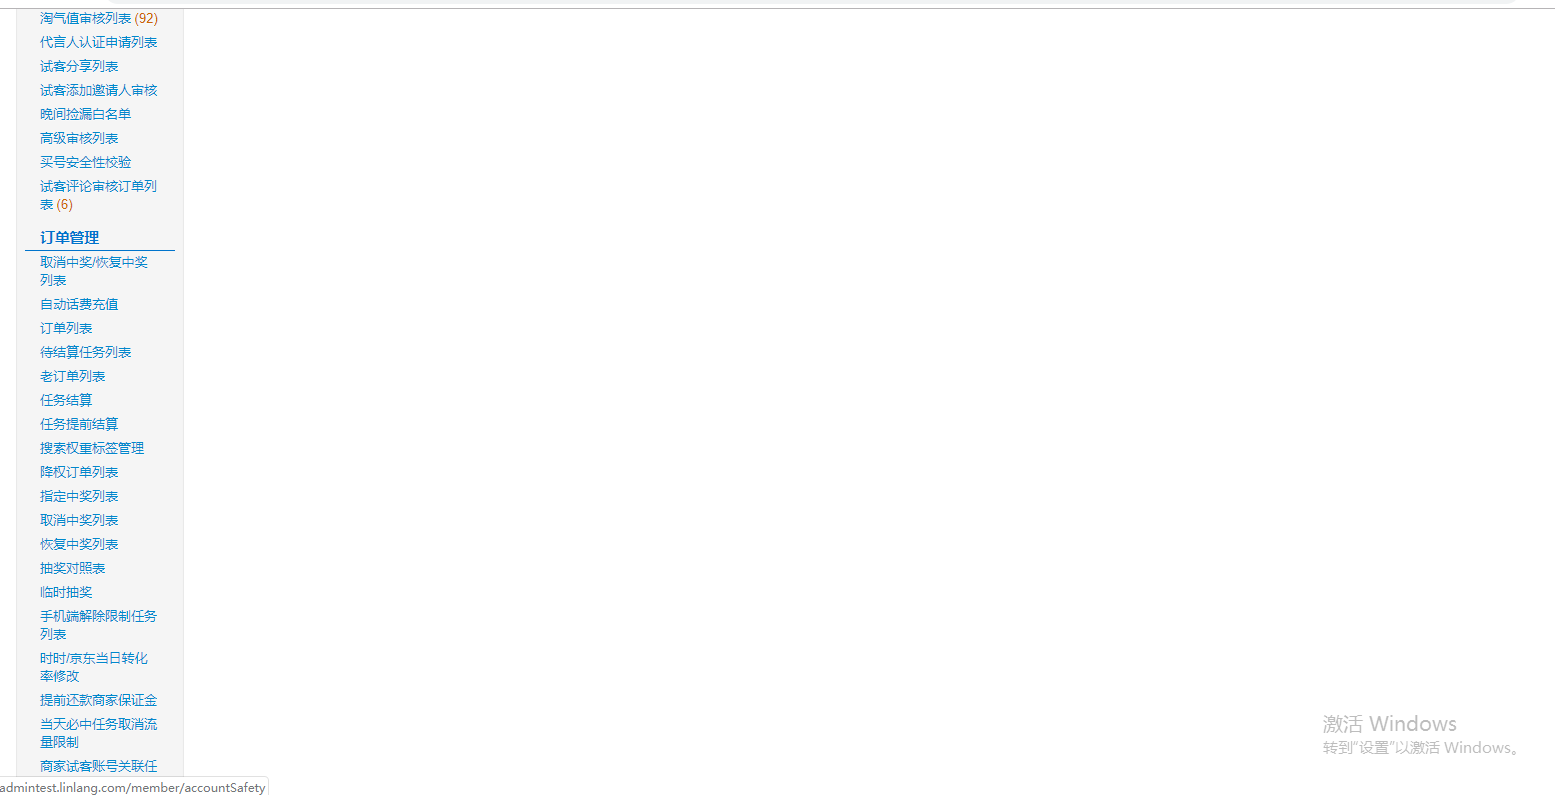 淘气值审核列表 (92)
代言人认证申请列表
试客分享列表
试客添加邀请人审核
晚间捡漏白名单
高级审核列表
买号安全性校验
试客评论审核订单列
表 (6)
订单管理
取消中奖/恢复中奖
列表
自动话费充值
订单列表
待结算任务列表
老订单列表
任务结算
任务提前结算
搜索权重标签管理
降权订单列表
指定中奖列表
取消中奖列表
恢复中奖列表
抽奖对照表
临时抽奖
手机端解除限制任务
列表
时时/京东当日转化
率修改
提前还款商家保证金
当天必中任务取消流
量限制
商家试客账号关联任
admintest.linlang.com/member/accountSafety
激活 Windows
转到“设置”以激活 Windows。